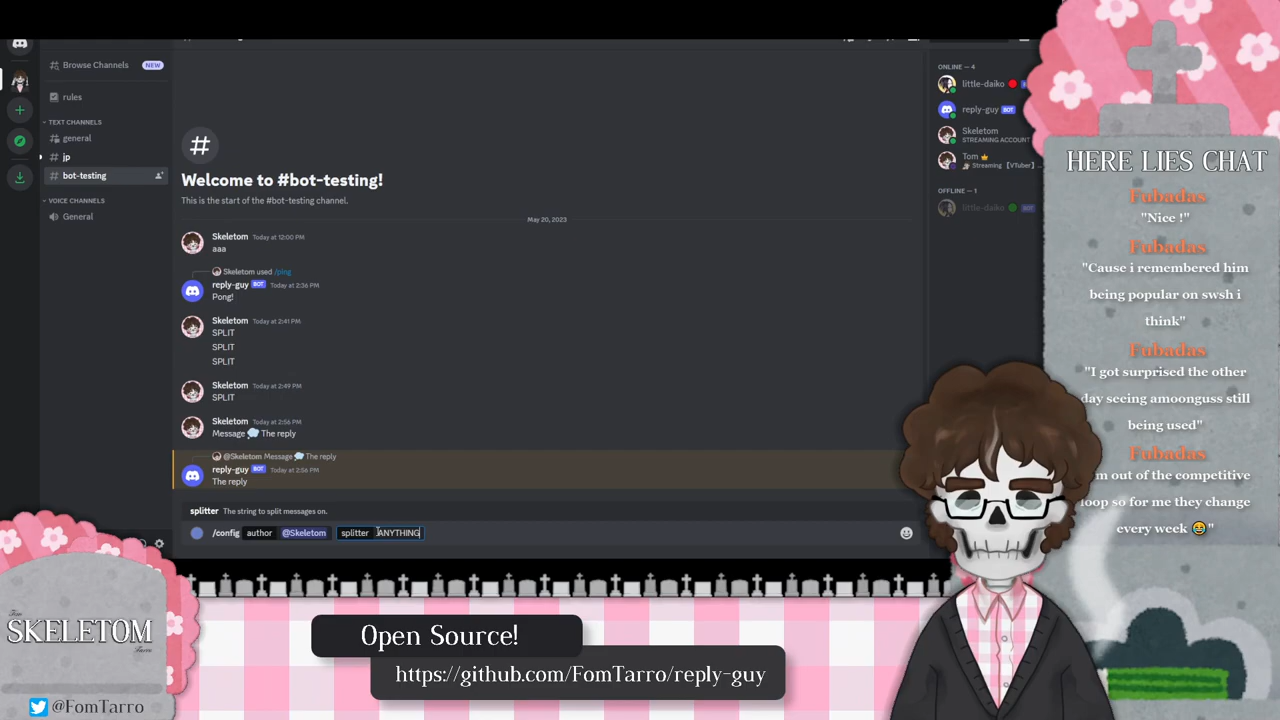 Browse Channels NEW
rules
TEXT CHANNELS
general
jp
bot-testing
VOICE CHANNELS
General
#
Welcome to #bot-testing!
This is the start of the #bot-testing channel.
May 20, 2023
Skeletom Today at 12:00 PM
aaa
Skeletom used /ping
reply-guy BOT Today at 2:36 PM
Pong!
Skeletom Today at 2:41 PM
SPLIT
SPLIT
SPLIT
Skeletom Today at 2:49 PM
SPLIT
Skeletom Today at 2:56 PM
Message 💭 The reply
@Skeletom Message 💭 The reply
reply-guy BOT Today at 2:56 PM
The reply
splitter The string to split messages on.
/config author @Skeletom splitter ANYTHING
ONLINE — 4
little-daiko
reply-guy BOT
Skeletom
STREAMING ACCOUNT
Tom
Streaming 【VTuber】...
OFFLINE — 1
little-daiko BOT
HERE LIES CHAT
Fubadas
"Nice !"
Fubadas
"Cause i remembered him
being popular on swsh i
think"
Fubadas
"I got surprised the other
day seeing amoonguss still
being used"
Fubadas
out of the competitive
loop so for me they change
every week 😅"
Tom
SKELETOM
Tarro
@FomTarro
Open Source!
https://github.com/FomTarro/reply-guy